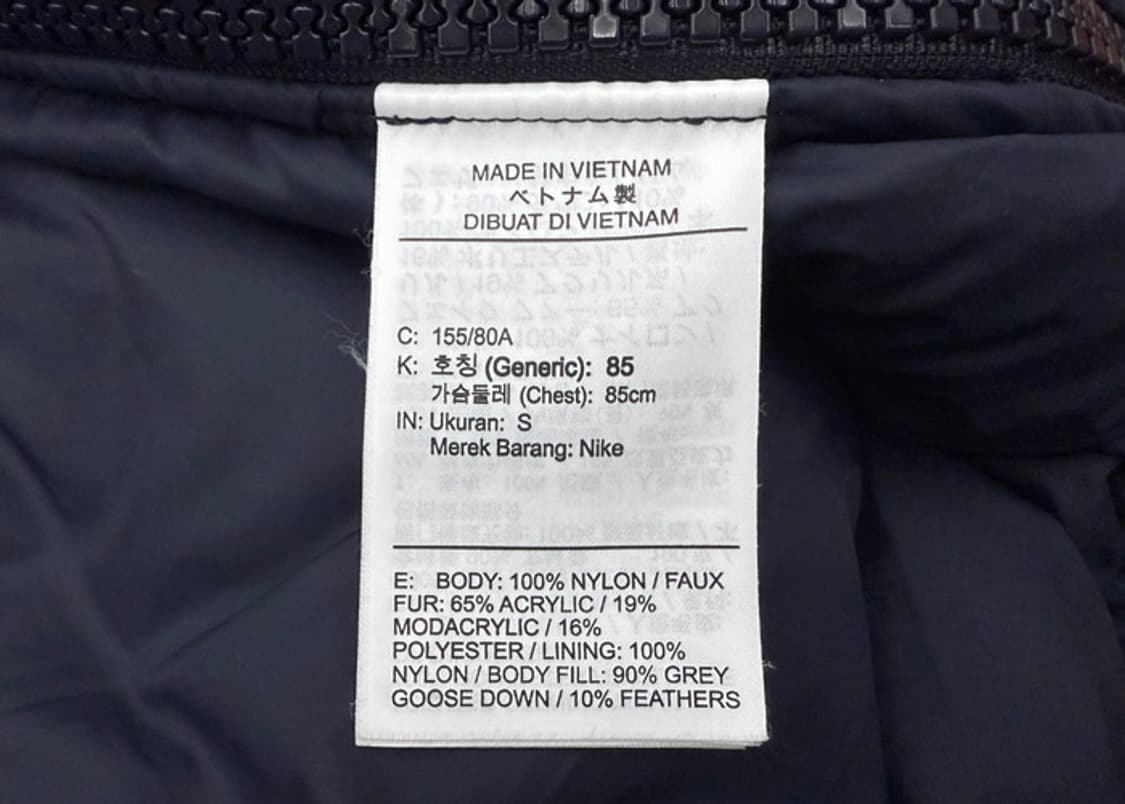 MADE IN VIETNAM
ベトナム製
DIBUAT DI VIETNAM
C: 155/80A
K: 호칭 (Generic): 85
가슴둘레 (Chest): 85cm
IN: Ukuran: S
Merek Barang: Nike
E: BODY: 100% NYLON / FAUX
FUR: 65% ACRYLIC / 19%
MODACRYLIC / 16%
POLYESTER / LINING: 100%
NYLON / BODY FILL: 90% GREY
GOOSE DOWN / 10% FEATHERS